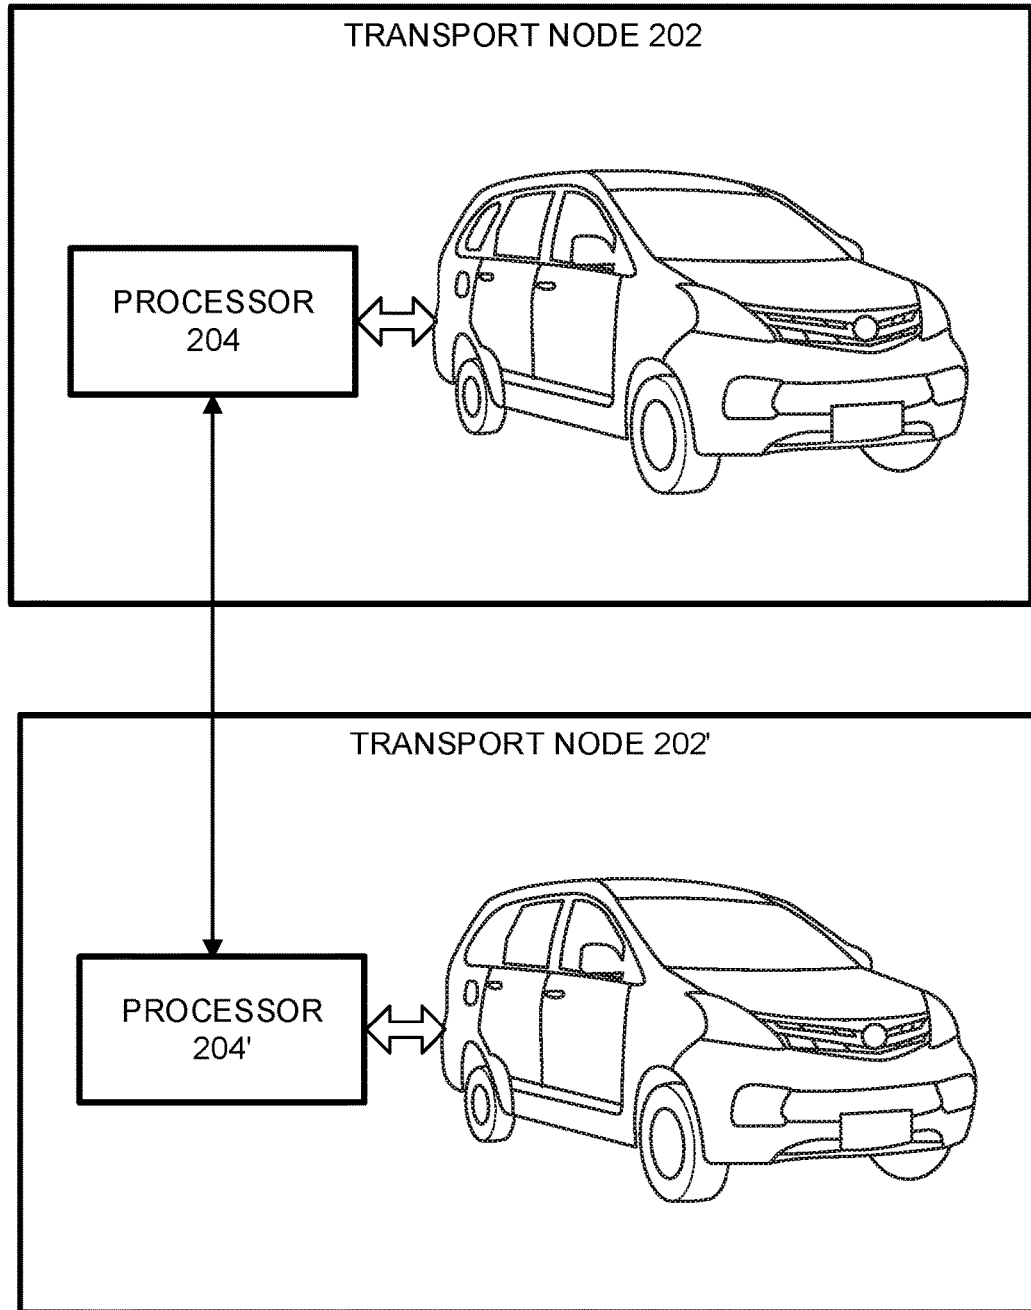 TRANSPORT NODE 202
PROCESSOR
204
TRANSPORT NODE 202'
PROCESSOR
204'